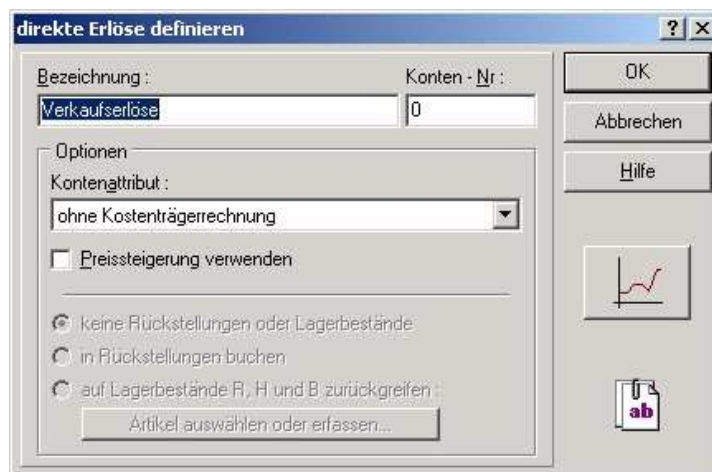 direkte Erlöse definieren
Bezeichnung :
Konten - Nr :
OK
Verkaufserlöse
0
Abbrechen
Optionen
Kontenattribut :
Hilfe
ohne Kostenträgerrechnung
Preissteigerung verwenden
keine Rückstellungen oder Lagerbestände
in Rückstellungen buchen
auf Lagerbestände R, H und B zurückgreifen :
Artikel auswählen oder erfassen...
ab